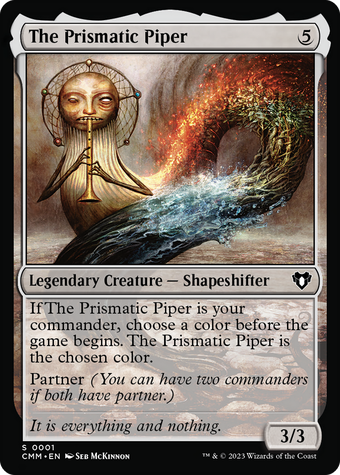 The Prismatic Piper 5
Legendary Creature — Shapeshifter
If The Prismatic Piper is your
commander, choose a color before the
game begins. The Prismatic Piper is
the chosen color.
Partner (You can have two commanders
if both have partner.)
It is everything and nothing.
3/3
S 0001
CMM • EN Seb McKinnon
™ & © 2023 Wizards of the Coast